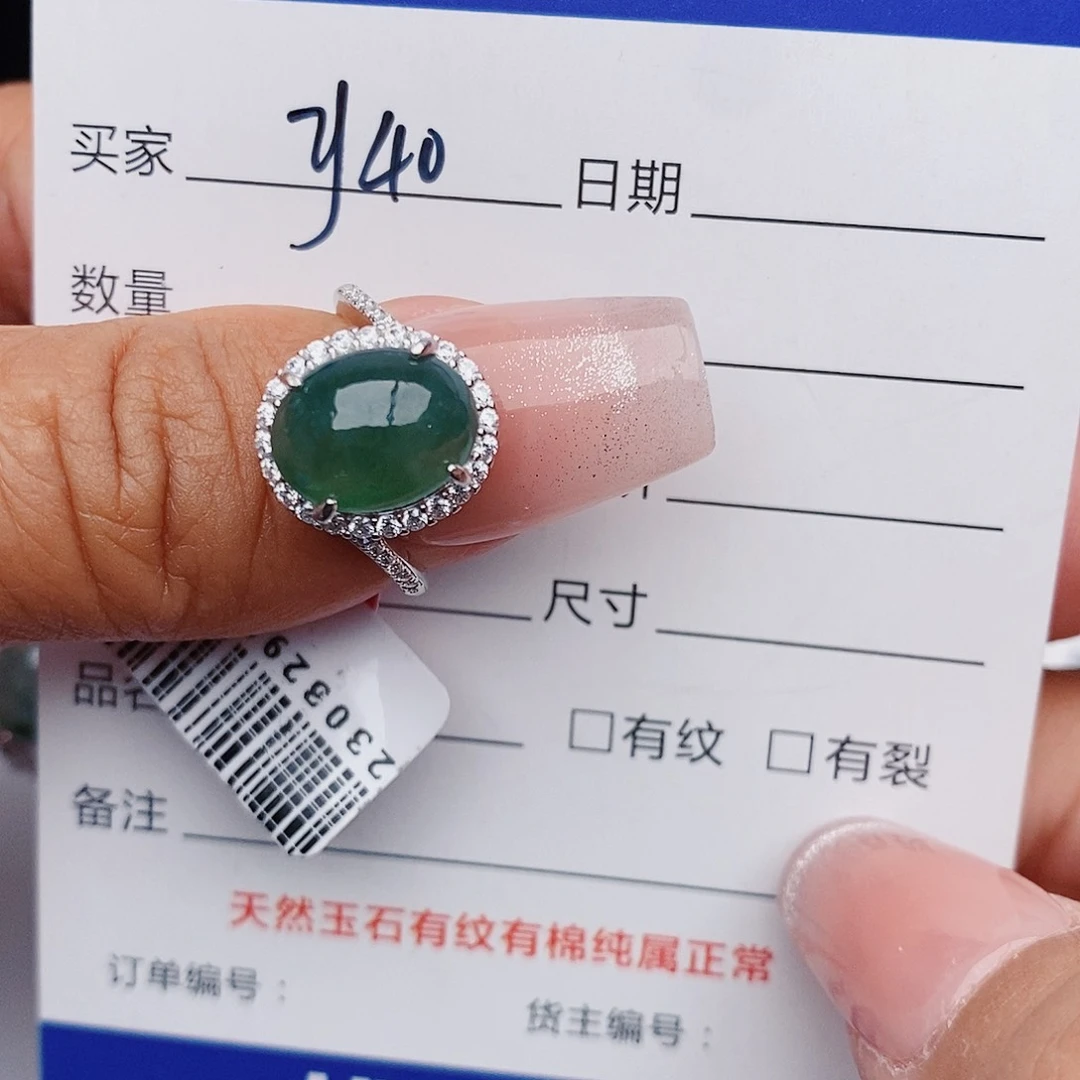 买家 y40 日期
数量
尺寸
品名 □有纹 □有裂
230329
备注
天然玉石有纹有棉纯属正常
订单编号： 货主编号：